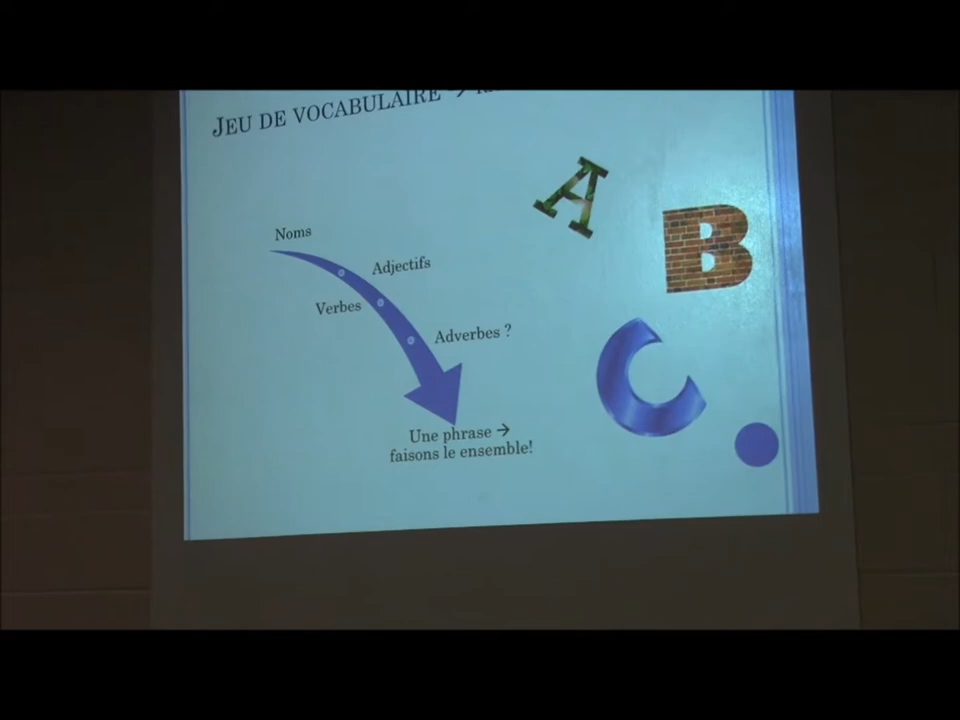 JEU DE VOCABULAIRE →
Noms
Adjectifs
Verbes
Adverbes ?
Une phrase →
faisons le ensemble!
A
B
C